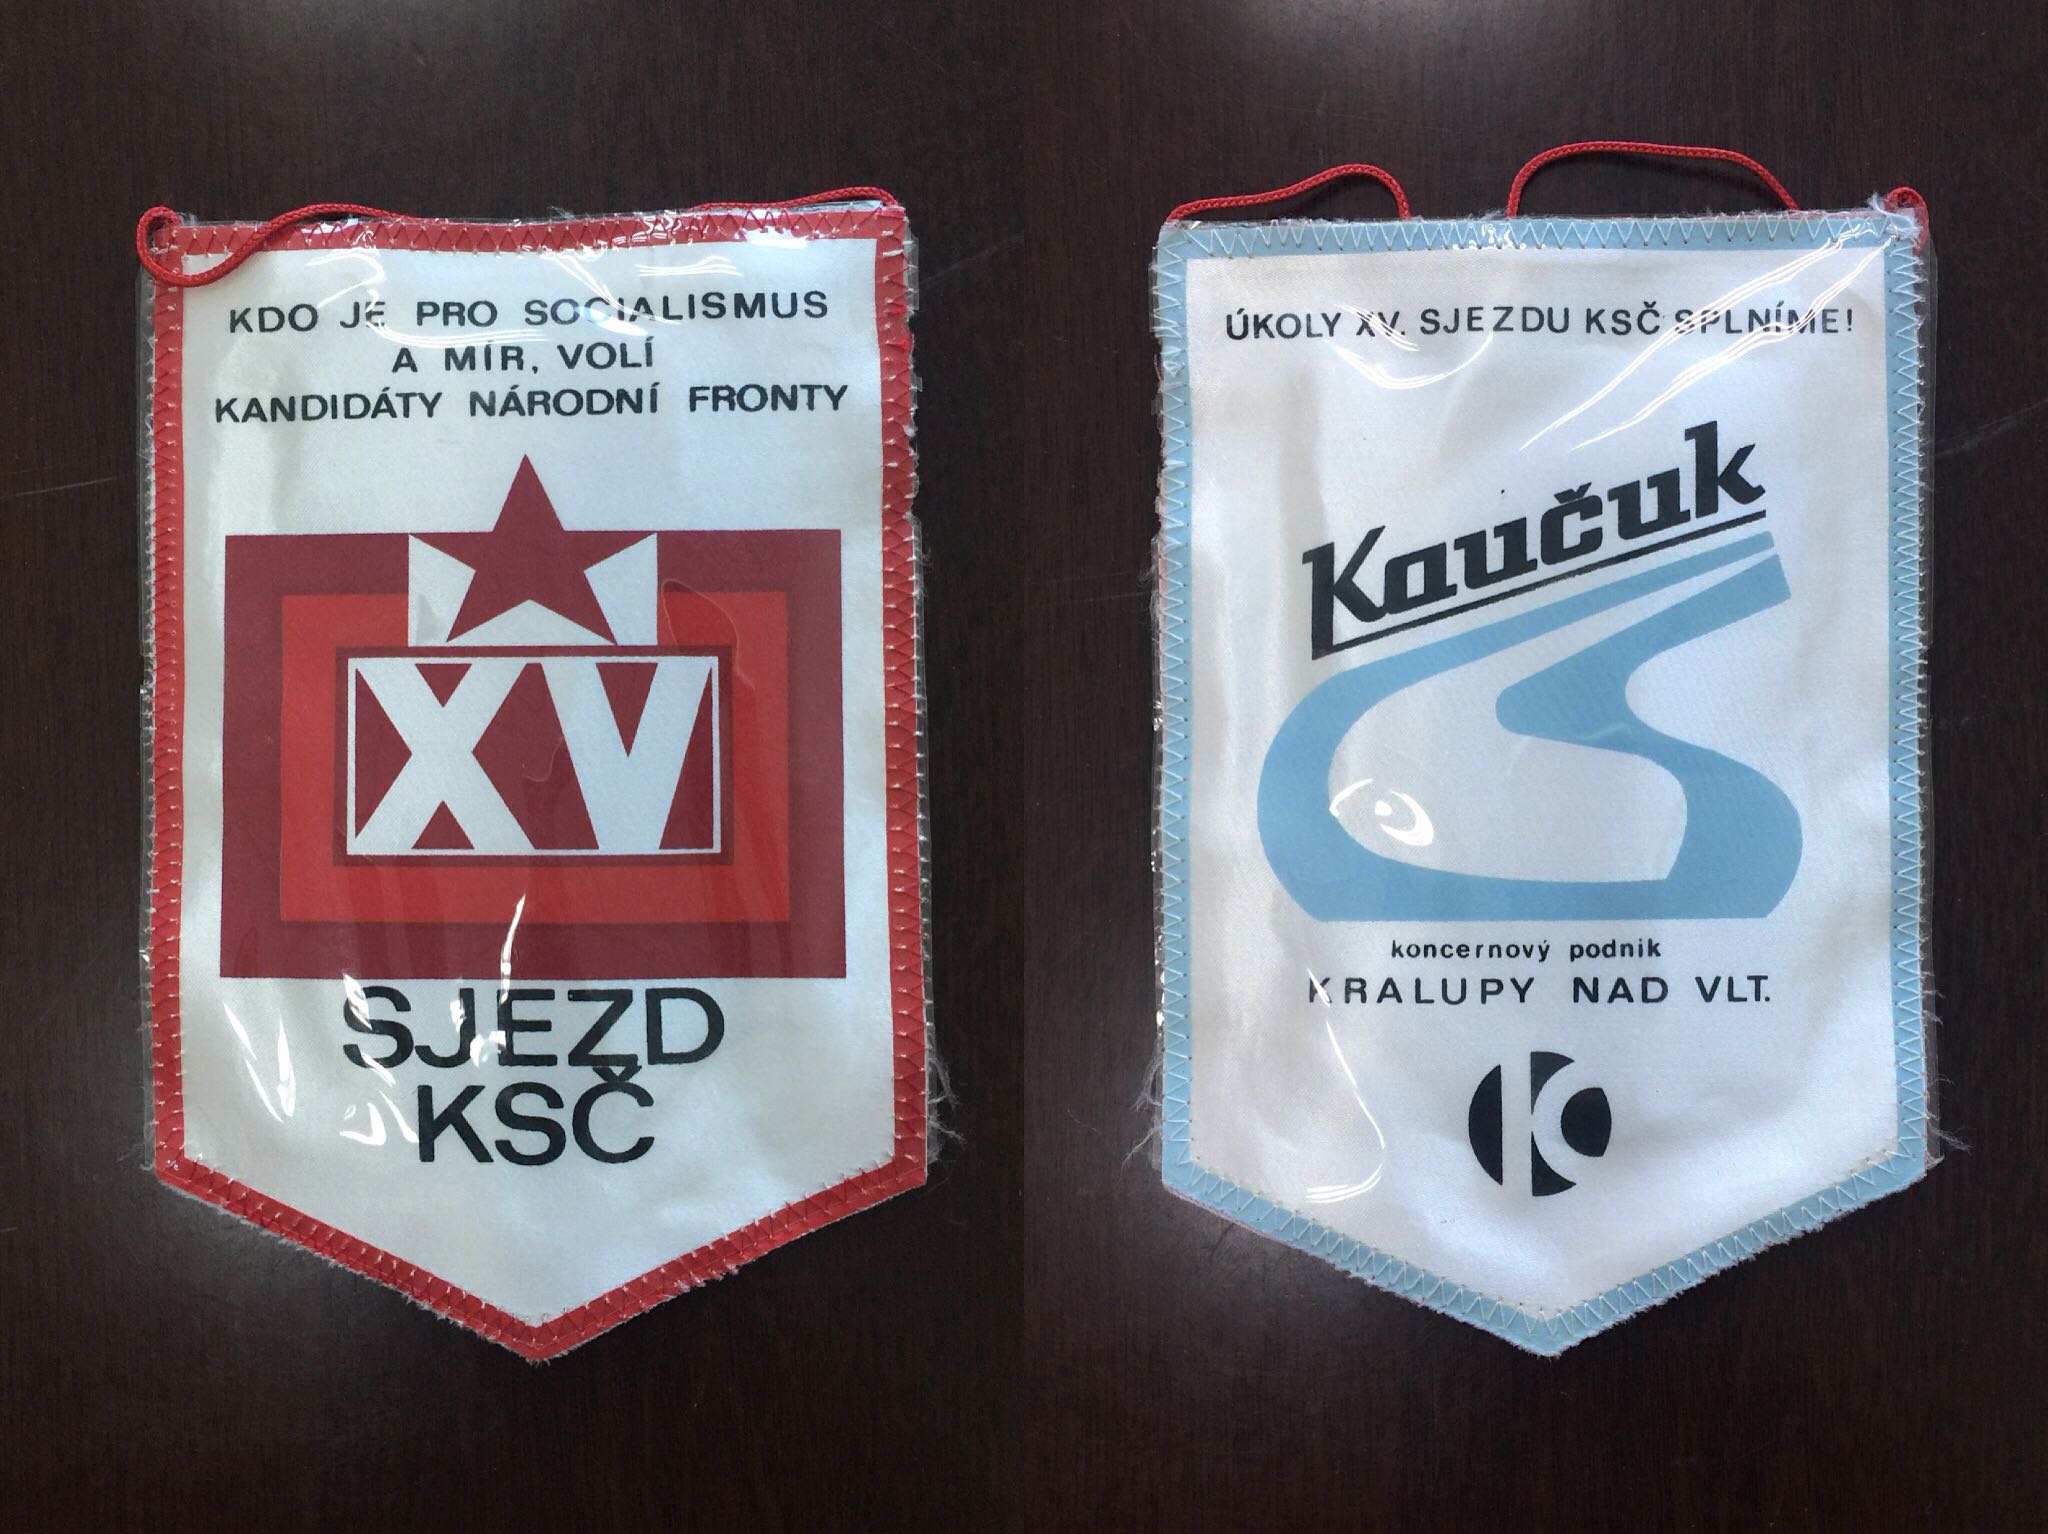 KDO JE PRO SOCIALISMUS
A MÍR, VOLÍ
KANDIDÁTY NÁRODNÍ FRONTY
XV
SJEZD
KSČ
ÚKOLY XV. SJEZDU KSČ SPLNÍME!
Kaučuk
koncernový podnik
KRALUPY NAD VLT.
K